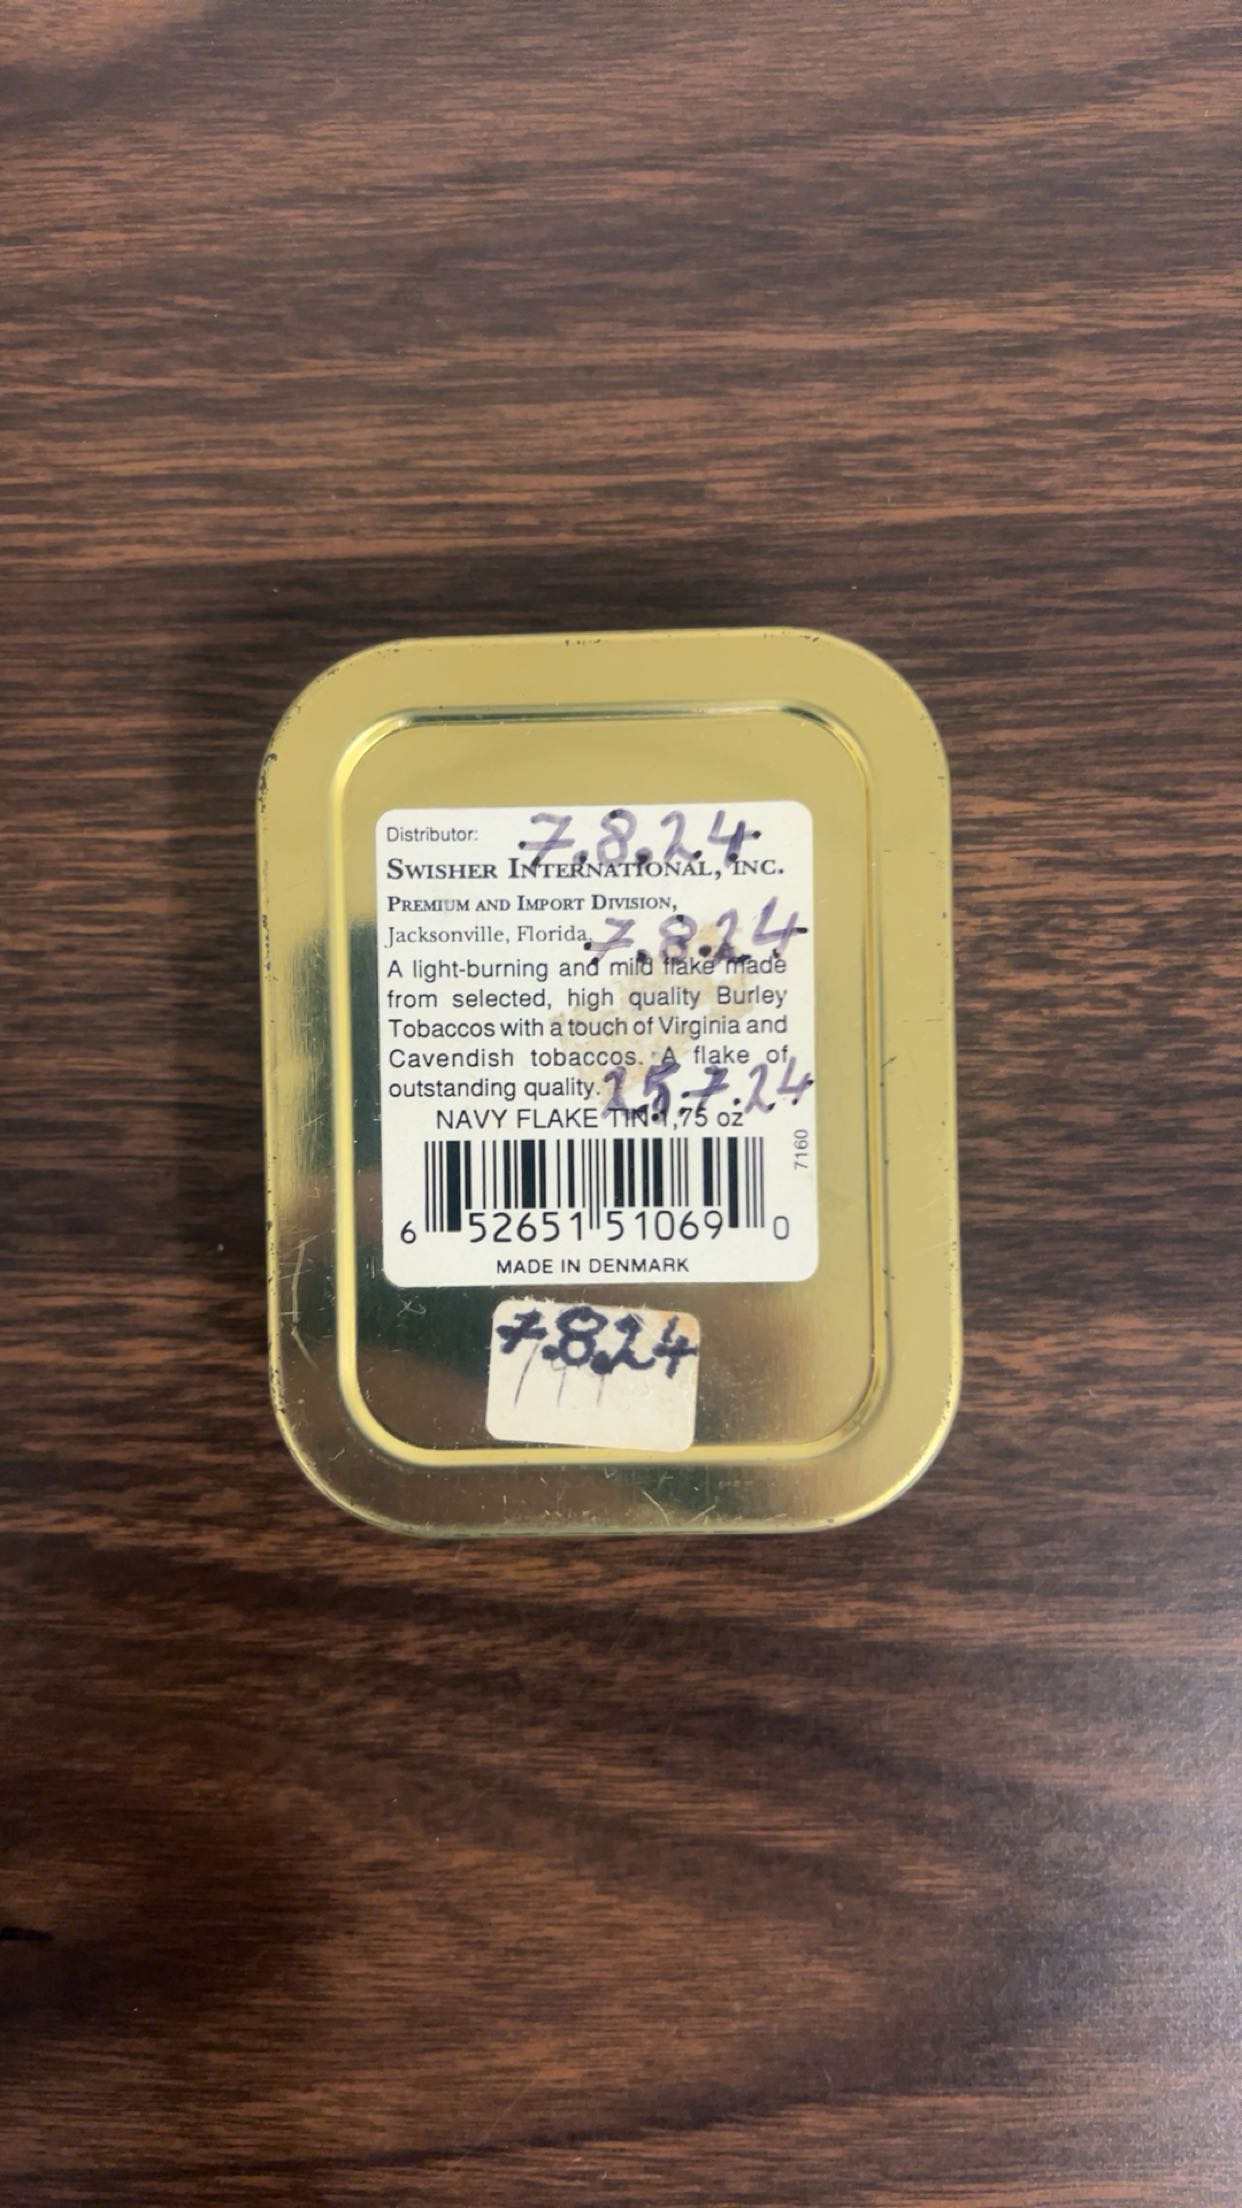 Distributor: 7.8.24.
SWISHER INTERNATIONAL, INC.
PREMIUM AND IMPORT DIVISION,
Jacksonville, Florida. 7.8.24
A light-burning and mild flake made
from selected, high quality Burley
Tobaccos with a touch of Virginia and
Cavendish tobaccos. A flake of
outstanding quality. 25.7.24
NAVY FLAKE TIN 1,75 oz
7160
6 52651 51069 0
MADE IN DENMARK
7.8.24